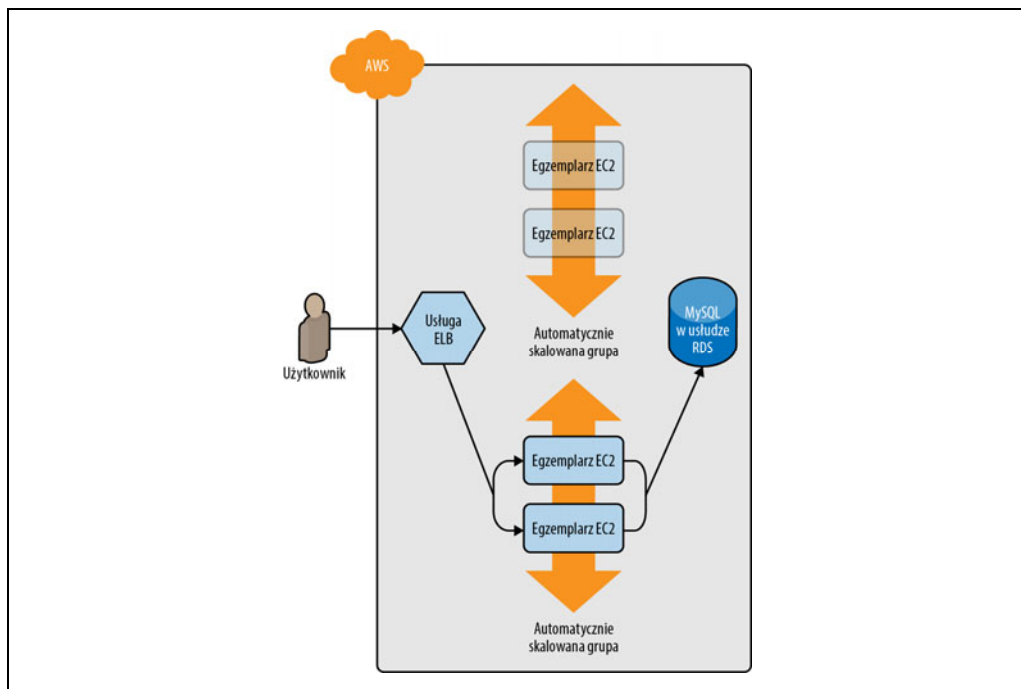 AWS
Egzemplarz EC2
Egzemplarz EC2
Użytkownik
Usługa
ELB
Automatycznie
skalowana grupa
MySQL
w usłudze
RDS
Egzemplarz EC2
Egzemplarz EC2
Automatycznie
skalowana grupa